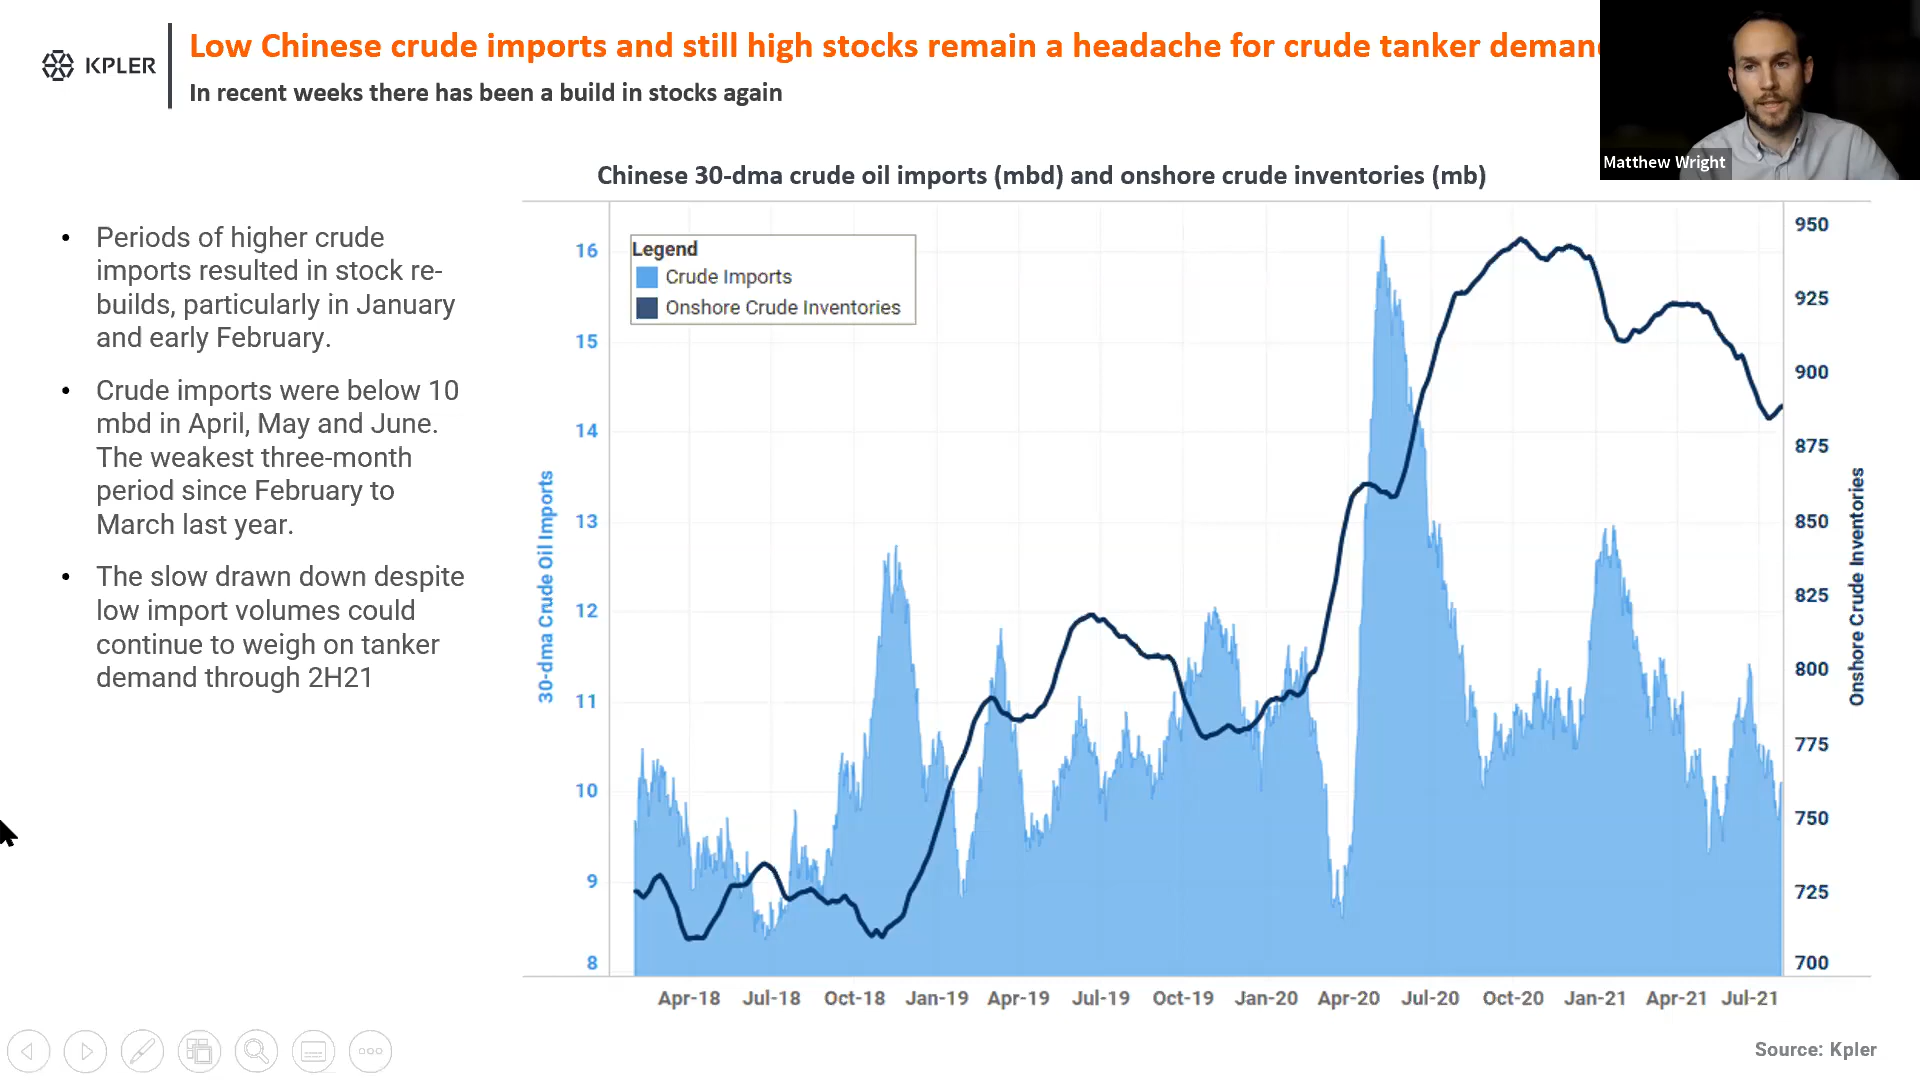 KPLER
Low Chinese crude imports and still high stocks remain a headache for crude tanker deman
In recent weeks there has been a build in stocks again
Matthew Wright
Chinese 30-dma crude oil imports (mbd) and onshore crude inventories (mb)
• Periods of higher crude
imports resulted in stock re-
builds, particularly in January
and early February.
• Crude imports were below 10
mbd in April, May and June.
The weakest three-month
period since February to
March last year.
• The slow drawn down despite
low import volumes could
continue to weigh on tanker
demand through 2H21
Legend
Crude Imports
Onshore Crude Inventories
30-dma Crude Oil Imports
16
15
14
13
12
11
10
9
8
950
925
900
875
850
825
800
775
750
725
700
Onshore Crude Inventories
Apr-18 Jul-18 Oct-18 Jan-19 Apr-19 Jul-19 Oct-19 Jan-20 Apr-20 Jul-20 Oct-20 Jan-21 Apr-21 Jul-21
Source: Kpler